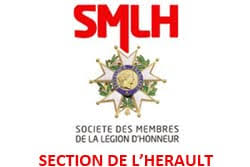 SMLH
SOCIETE DES MEMBRES
DE LA LEGION D'HONNEUR
SECTION DE L'HERAULT